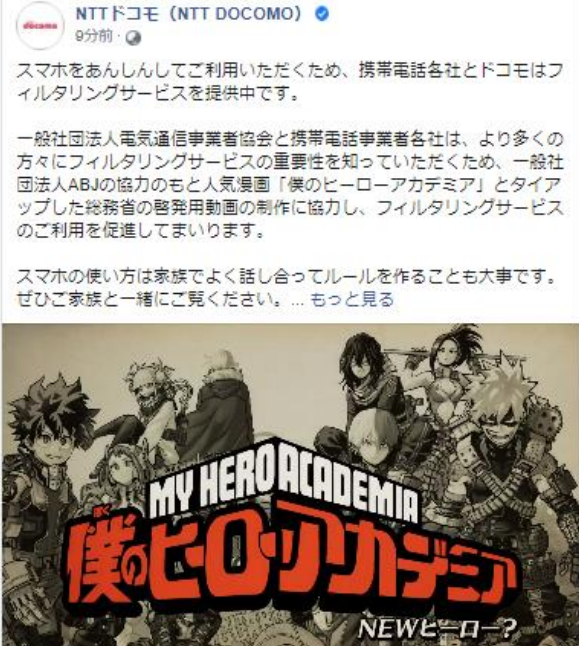 döcomo
NTTドコモ（NTT DOCOMO）
9分前 ·
スマホをあんしんしてご利用いただくため、携帯電話各社とドコモはフ
ィルタリングサービスを提供中です。
一般社団法人電気通信事業者協会と携帯電話事業者各社は、より多くの
方々にフィルタリングサービスの重要性を知っていただくため、一般社
団法人ABJの協力のもと人気漫画「僕のヒーローアカデミア」とタイア
ップした総務省の啓発用動画の制作に協力し、フィルタリングサービス
のご利用を促進してまいります。
スマホの使い方は家族でよく話し合ってルールを作ることも大事です。
ぜひご家族と一緒にご覧ください。... もっと見る
MY HERO ACADEMIA
ぼく
僕のヒーローアカデミア
NEWヒーロー?